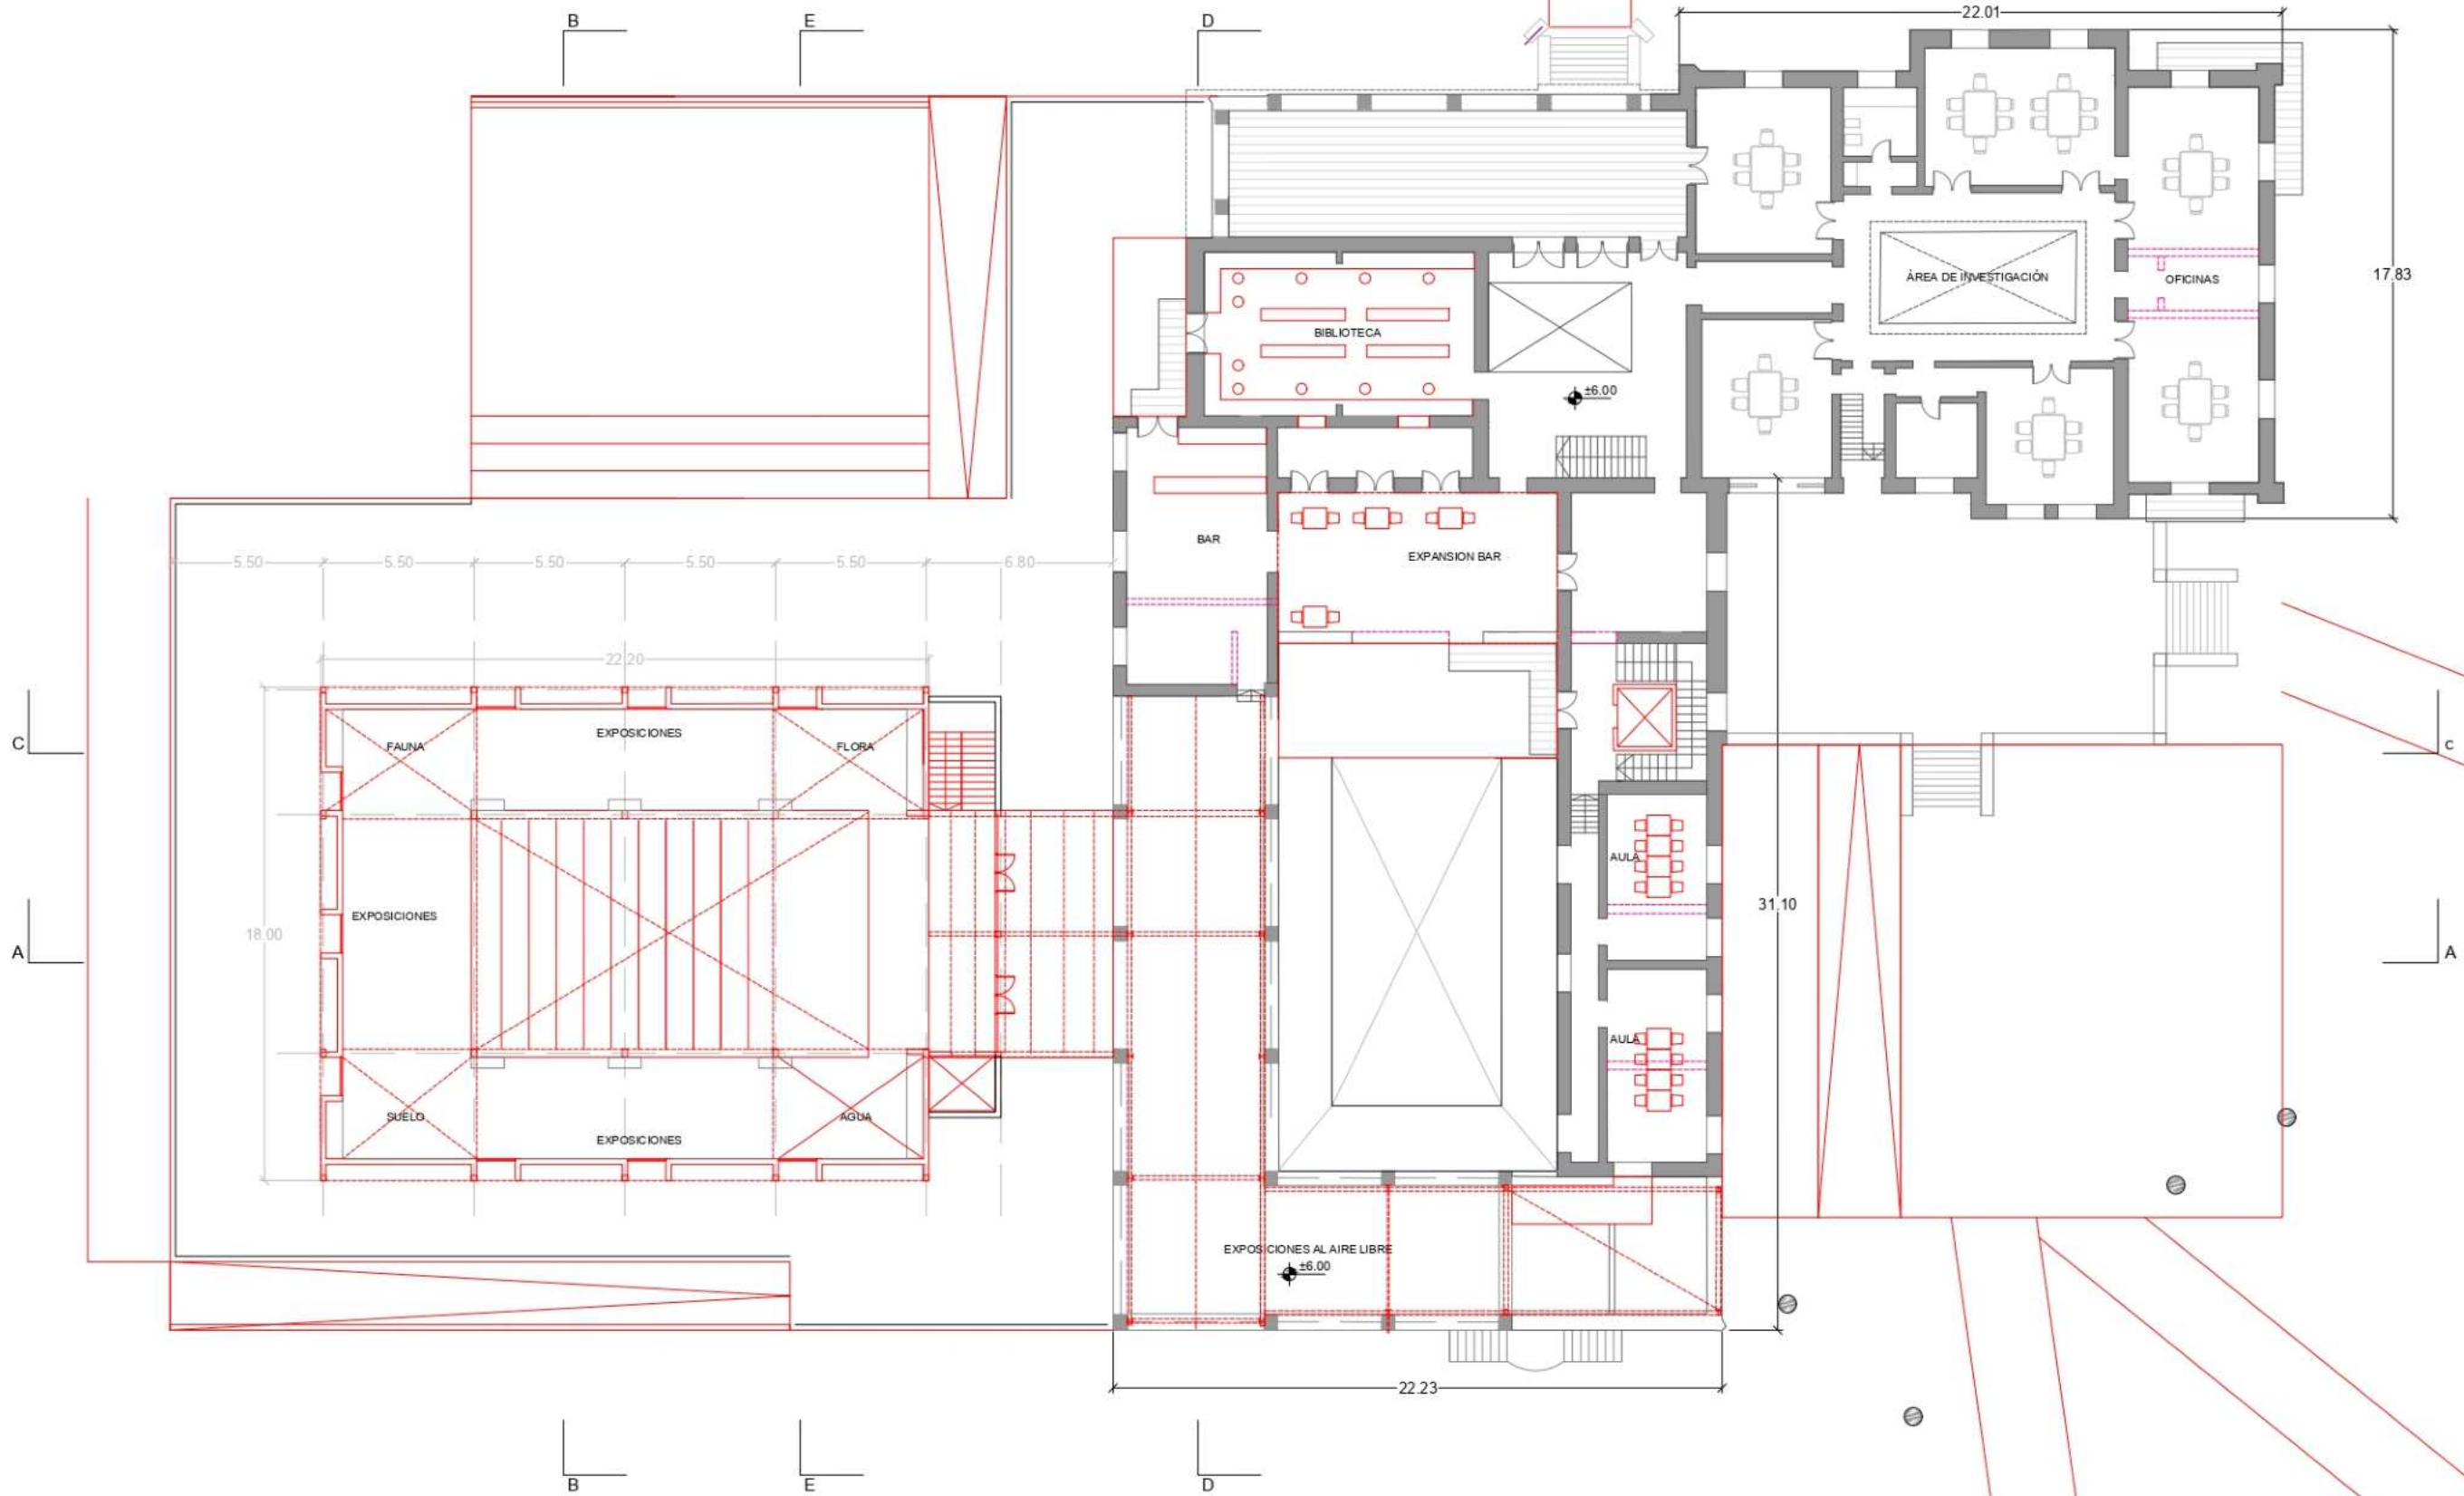 B
E
D
22.01
17.83
ÁREA DE INVESTIGACIÓN
OFICINAS
BIBLIOTECA
±6.00
BAR
EXPANSION BAR
5.50
5.50
5.50
5.50
5.50
6.80
22.20
EXPOSICIONES
FAUNA
FLORA
C
c
AULA
31.10
EXPOSICIONES
18.00
A
A
AULA
SUELO
AGUA
EXPOSICIONES
EXPOSICIONES AL AIRE LIBRE
±6.00
22.23
B
E
D